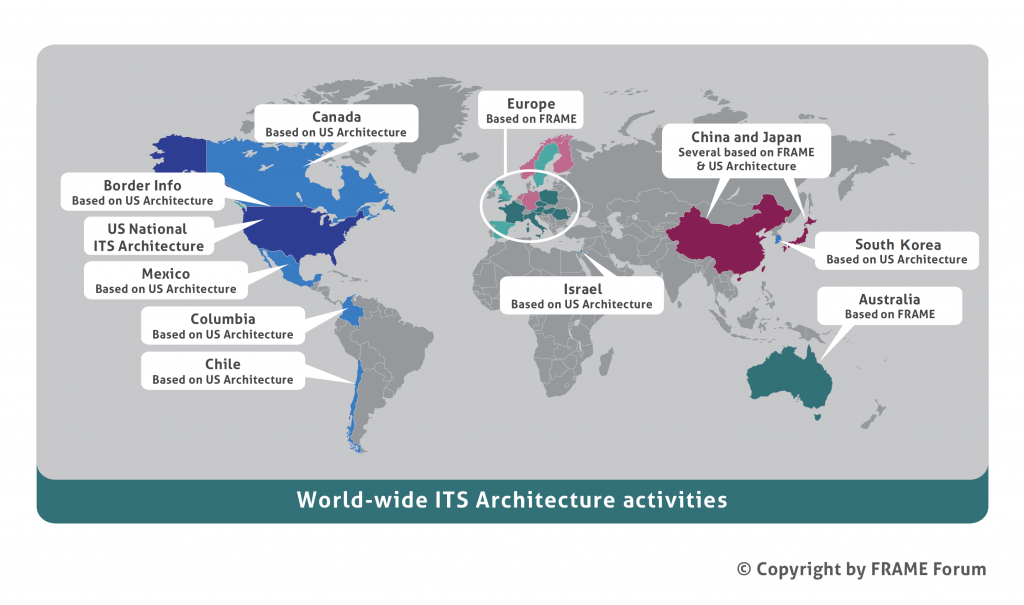 Canada
Based on US Architecture
Europe
Based on FRAME
China and Japan
Several based on FRAME
& US Architecture
Border Info
Based on US Architecture
US National
ITS Architecture
Mexico
Based on US Architecture
Columbia
Based on US Architecture
Chile
Based on US Architecture
Israel
Based on US Architecture
South Korea
Based on US Architecture
Australia
Based on FRAME
World-wide ITS Architecture activities
© Copyright by FRAME Forum